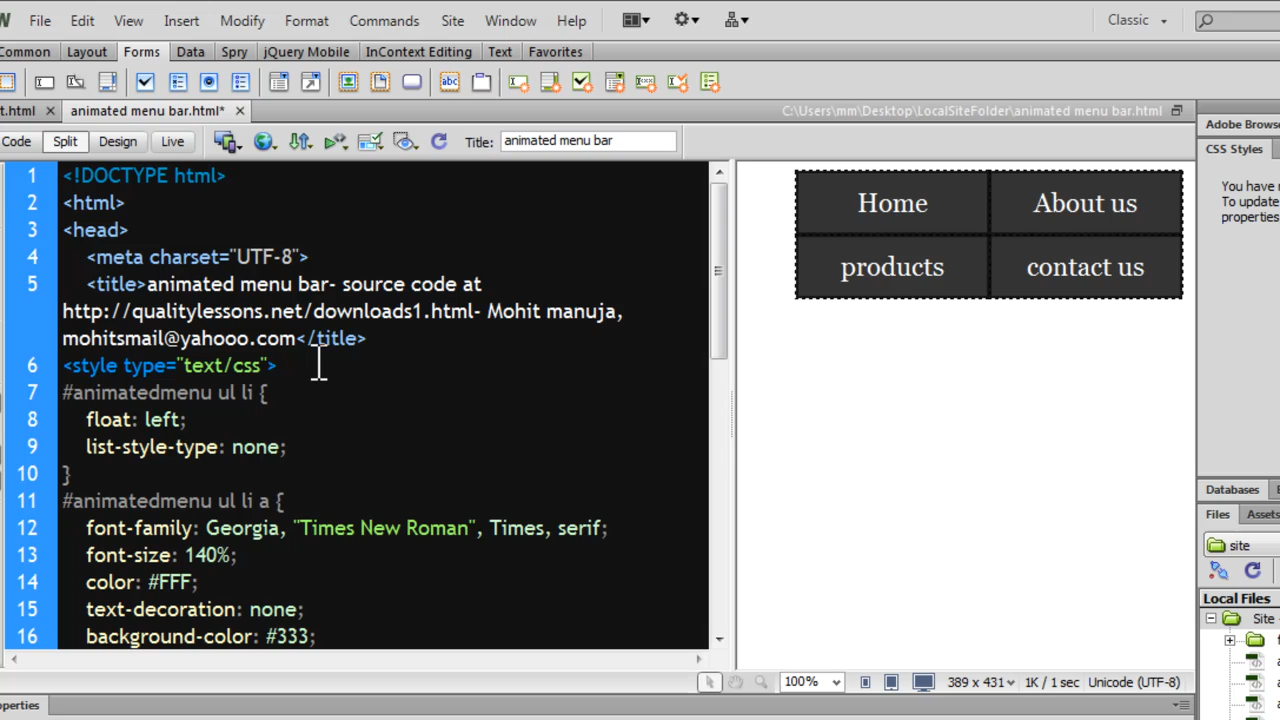 File Edit View Insert Modify Format Commands Site Window Help Classic
Common Layout Forms Data Spry jQuery Mobile InContext Editing Text Favorites
t.html animated menu bar.html* C:\Users\mm\Desktop\LocalSiteFolder\animated menu bar.html
Code Split Design Live Title: animated menu bar
Adobe Brows
CSS Styles
You have r
To update
properties
Home About us
products contact us
1 <!DOCTYPE html>
2 <html>
3 <head>
4 <meta charset="UTF-8">
5 <title>animated menu bar- source code at
http://qualitylessons.net/downloads1.html- Mohit manuja,
mohitsmail@yahooo.com</title>
6 <style type="text/css">
7 #animatedmenu ul li {
8 float: left;
9 list-style-type: none;
10 }
11 #animatedmenu ul li a {
12 font-family: Georgia, "Times New Roman", Times, serif;
13 font-size: 140%;
14 color: #FFF;
15 text-decoration: none;
16 background-color: #333;
Databases
Files Assets
site
Local Files
Site -
100% 389 x 431 1K / 1 sec Unicode (UTF-8)
operties